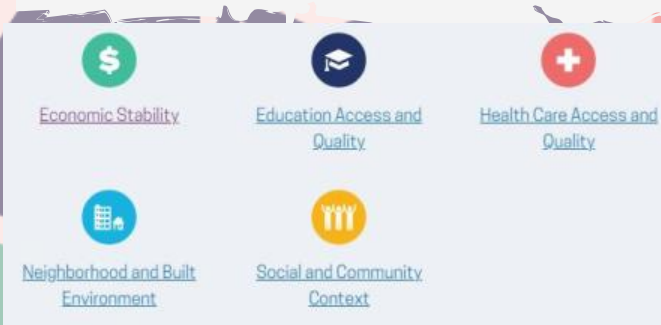 $
Economic Stability
Education Access and
Quality
Health Care Access and
Quality
Neighborhood and Built
Environment
Social and Community
Context